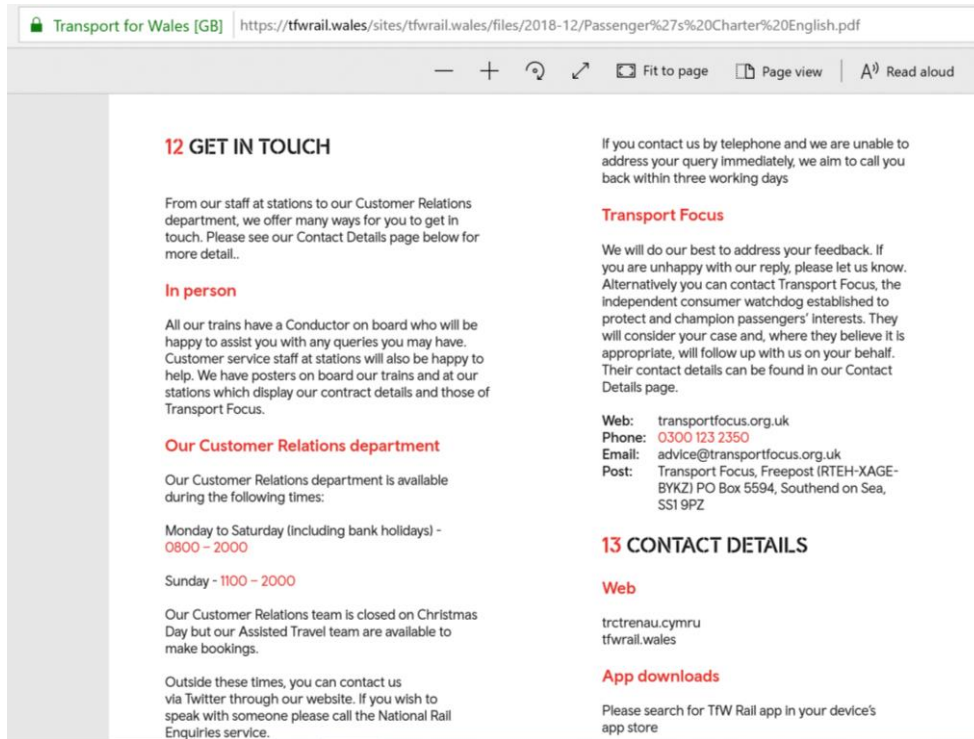 Transport for Wales [GB] https://tfwrail.wales/sites/tfwrail.wales/files/2018-12/Passenger%27s%20Charter%20English.pdf
Fit to page Page view A Read aloud
12 GET IN TOUCH
From our staff at stations to our Customer Relations
department, we offer many ways for you to get in
touch. Please see our Contact Details page below for
more detail..
In person
All our trains have a Conductor on board who will be
happy to assist you with any queries you may have.
Customer service staff at stations will also be happy to
help. We have posters on board our trains and at our
stations which display our contract details and those of
Transport Focus.
Our Customer Relations department
Our Customer Relations department is available
during the following times:
Monday to Saturday (including bank holidays) -
0800 – 2000
Sunday - 1100 – 2000
Our Customer Relations team is closed on Christmas
Day but our Assisted Travel team are available to
make bookings.
Outside these times, you can contact us
via Twitter through our website. If you wish to
speak with someone please call the National Rail
Enquiries service.
If you contact us by telephone and we are unable to
address your query immediately, we aim to call you
back within three working days
Transport Focus
We will do our best to address your feedback. If
you are unhappy with our reply, please let us know.
Alternatively you can contact Transport Focus, the
independent consumer watchdog established to
protect and champion passengers' interests. They
will consider your case and, where they believe it is
appropriate, will follow up with us on your behalf.
Their contact details can be found in our Contact
Details page.
Web: transportfocus.org.uk
Phone: 0300 123 2350
Email: advice@transportfocus.org.uk
Post: Transport Focus, Freepost (RTEH-XAGE-
BYKZ) PO Box 5594, Southend on Sea,
SS1 9PZ
13 CONTACT DETAILS
Web
trctrenau.cymru
tfwrail.wales
App downloads
Please search for TfW Rail app in your device's
app store